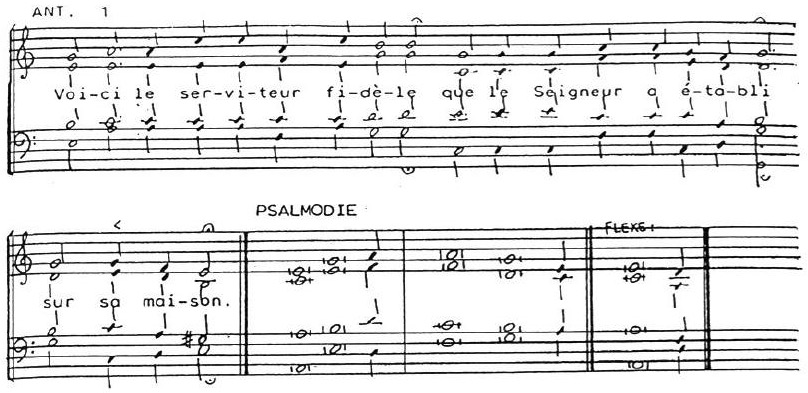 ANT. 1
Voi-ci le ser-vi-teur fi-dè-le que le Seigneur a é-ta-bli
PSALMODIE
FLEXE:
sur sa mai-son.